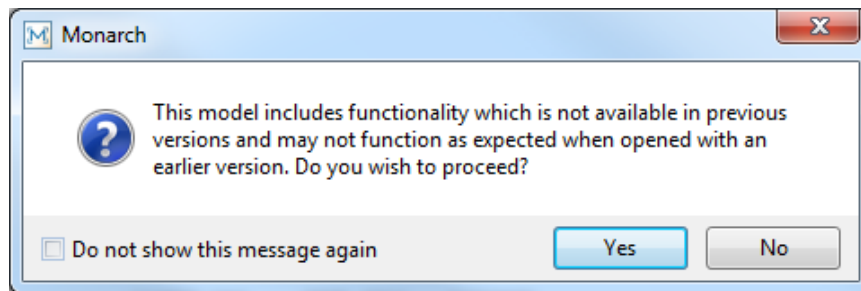 Monarch
This model includes functionality which is not available in previous
versions and may not function as expected when opened with an
earlier version. Do you wish to proceed?
Do not show this message again
Yes
No